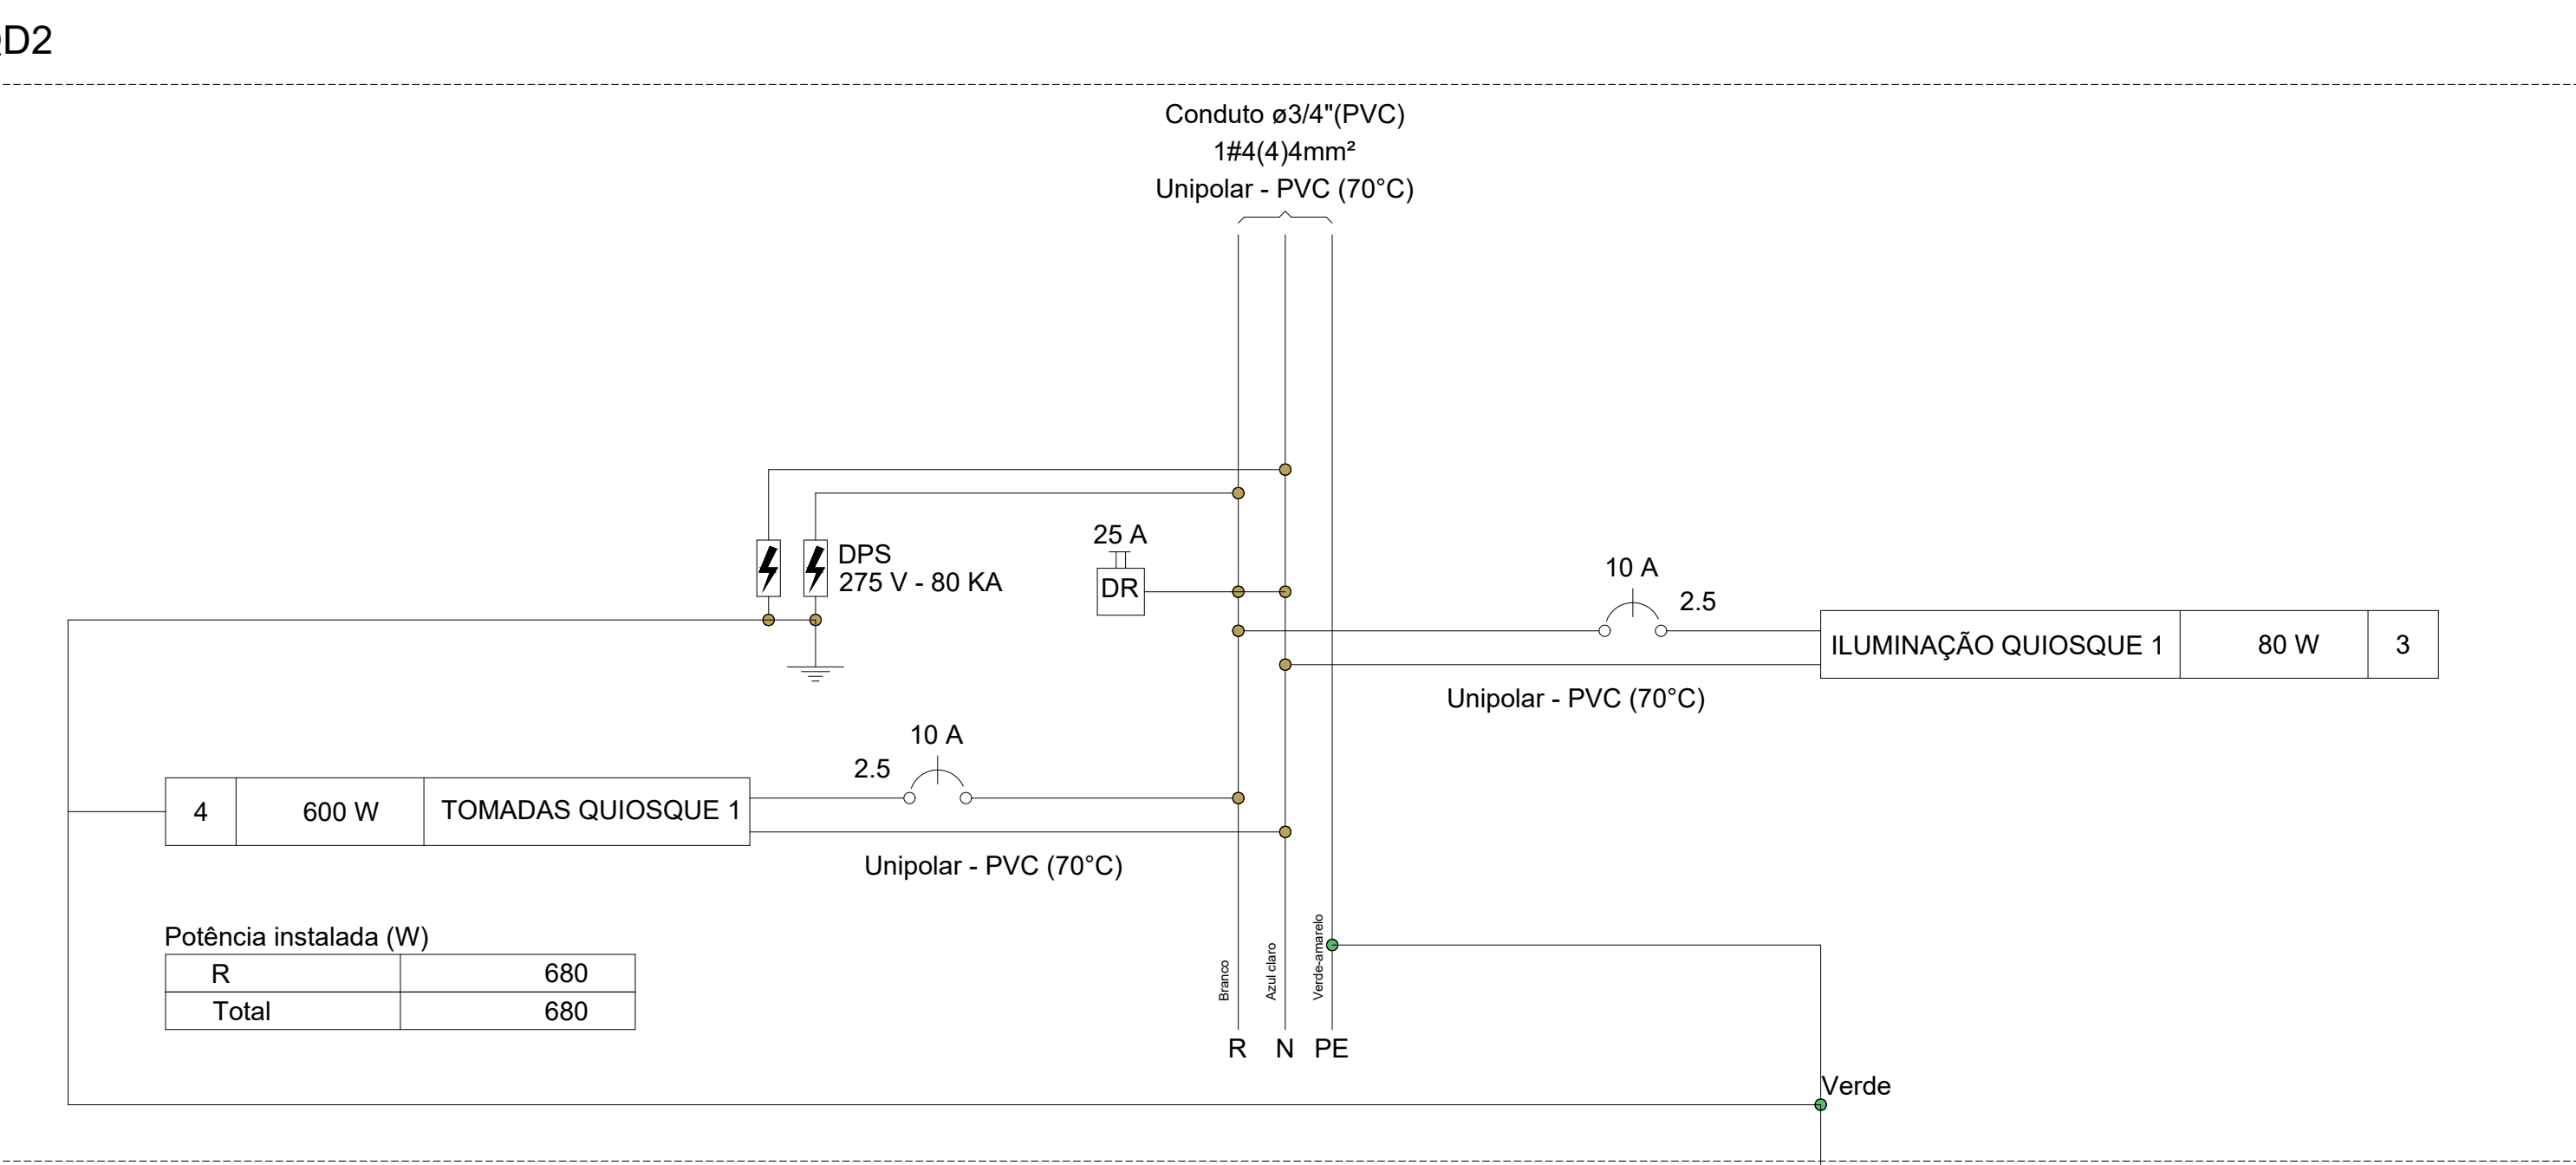 D2
Conduto ø3/4"(PVC)
1#4(4)4mm²
Unipolar - PVC (70°C)
DPS
275 V - 80 KA
25 A
DR
10 A
2.5
ILUMINAÇÃO QUIOSQUE 1 80 W 3
Unipolar - PVC (70°C)
10 A
2.5
4 600 W TOMADAS QUIOSQUE 1
Unipolar - PVC (70°C)
Potência instalada (W)
R 680
Total 680
Branco
Azul claro
Verde-amarelo
R N PE
Verde